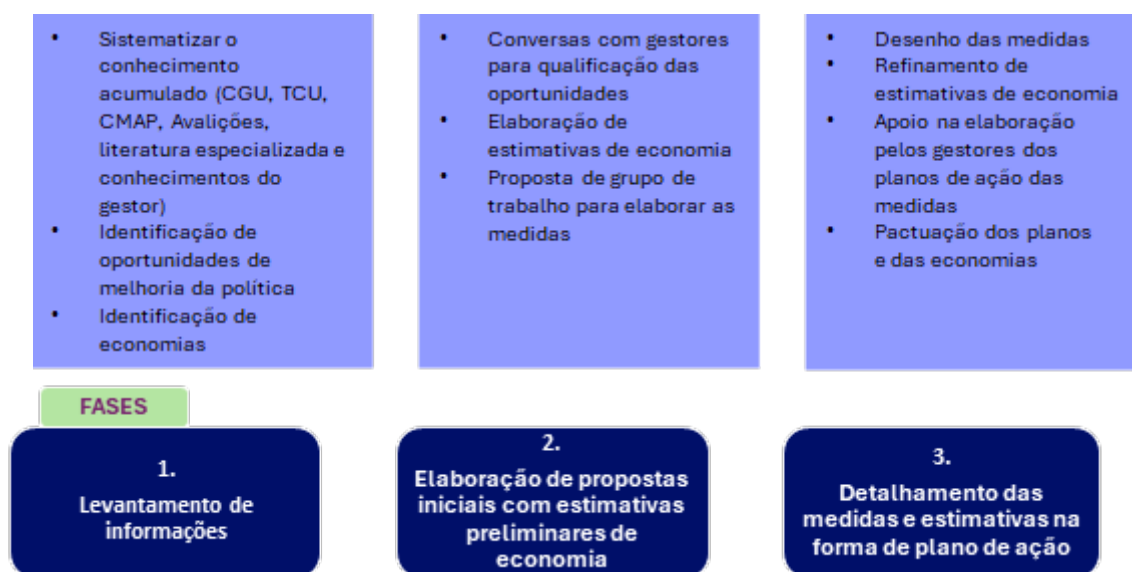 • Sistematizar o
conhecimento
acumulado (CGU, TCU,
CMAP, Avalições,
literatura especializada e
conhecimentos do
gestor)
• Identificação de
oportunidades de
melhoria da política
• Identificação de
economias
• Conversas com gestores
para qualificação das
oportunidades
• Elaboração de
estimativas de economia
• Proposta de grupo de
trabalho para elaborar as
medidas
• Desenho das medidas
• Refinamento de
estimativas de economia
• Apoio na elaboração
pelos gestores dos
planos de ação das
medidas
• Pactuação dos planos
e das economias
FASES
1.
Levantamento de
informações
2.
Elaboração de propostas
iniciais com estimativas
preliminares de
economia
3.
Detalhamento das
medidas e estimativas na
forma de plano de ação